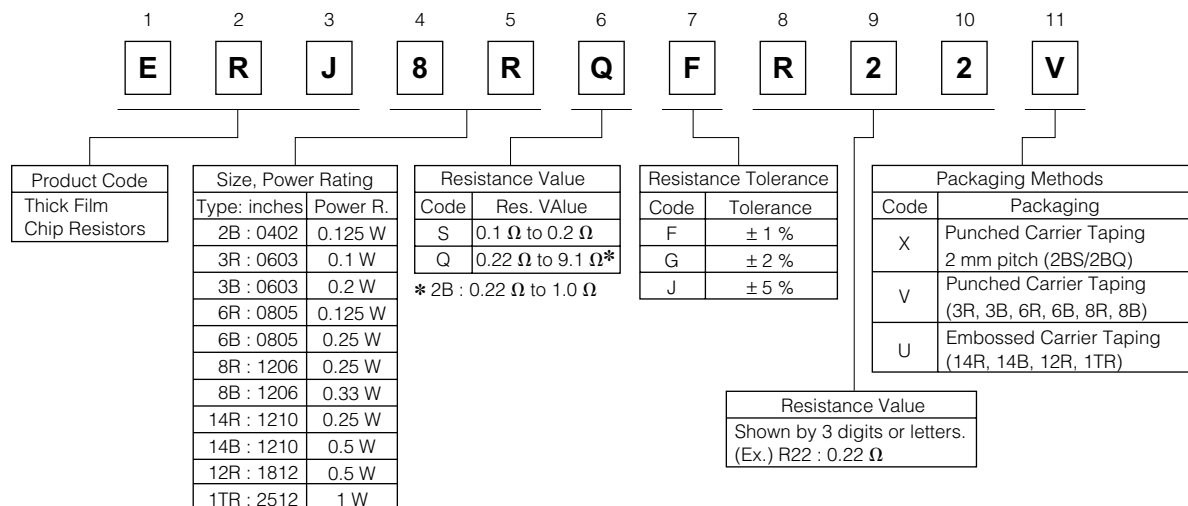 1 2 3 4 5 6 7 8 9 10 11
E R J 8 R Q F R 2 2 V
Product Code
Thick Film
Chip Resistors
Size, Power Rating
Type: inches Power R.
2B : 0402 0.125 W
3R : 0603 0.1 W
3B : 0603 0.2 W
6R : 0805 0.125 W
6B : 0805 0.25 W
8R : 1206 0.25 W
8B : 1206 0.33 W
14R : 1210 0.25 W
14B : 1210 0.5 W
12R : 1812 0.5 W
1TR : 2512 1 W
Resistance Value
Code Res. VAlue
S 0.1 Ω to 0.2 Ω
Q 0.22 Ω to 9.1 Ω*
* 2B : 0.22 Ω to 1.0 Ω
Resistance Tolerance
Code Tolerance
F ± 1 %
G ± 2 %
J ± 5 %
Resistance Value
Shown by 3 digits or letters.
(Ex.) R22 : 0.22 Ω
Packaging Methods
Code Packaging
X Punched Carrier Taping
2 mm pitch (2BS/2BQ)
V Punched Carrier Taping
(3R, 3B, 6R, 6B, 8R, 8B)
U Embossed Carrier Taping
(14R, 14B, 12R, 1TR)